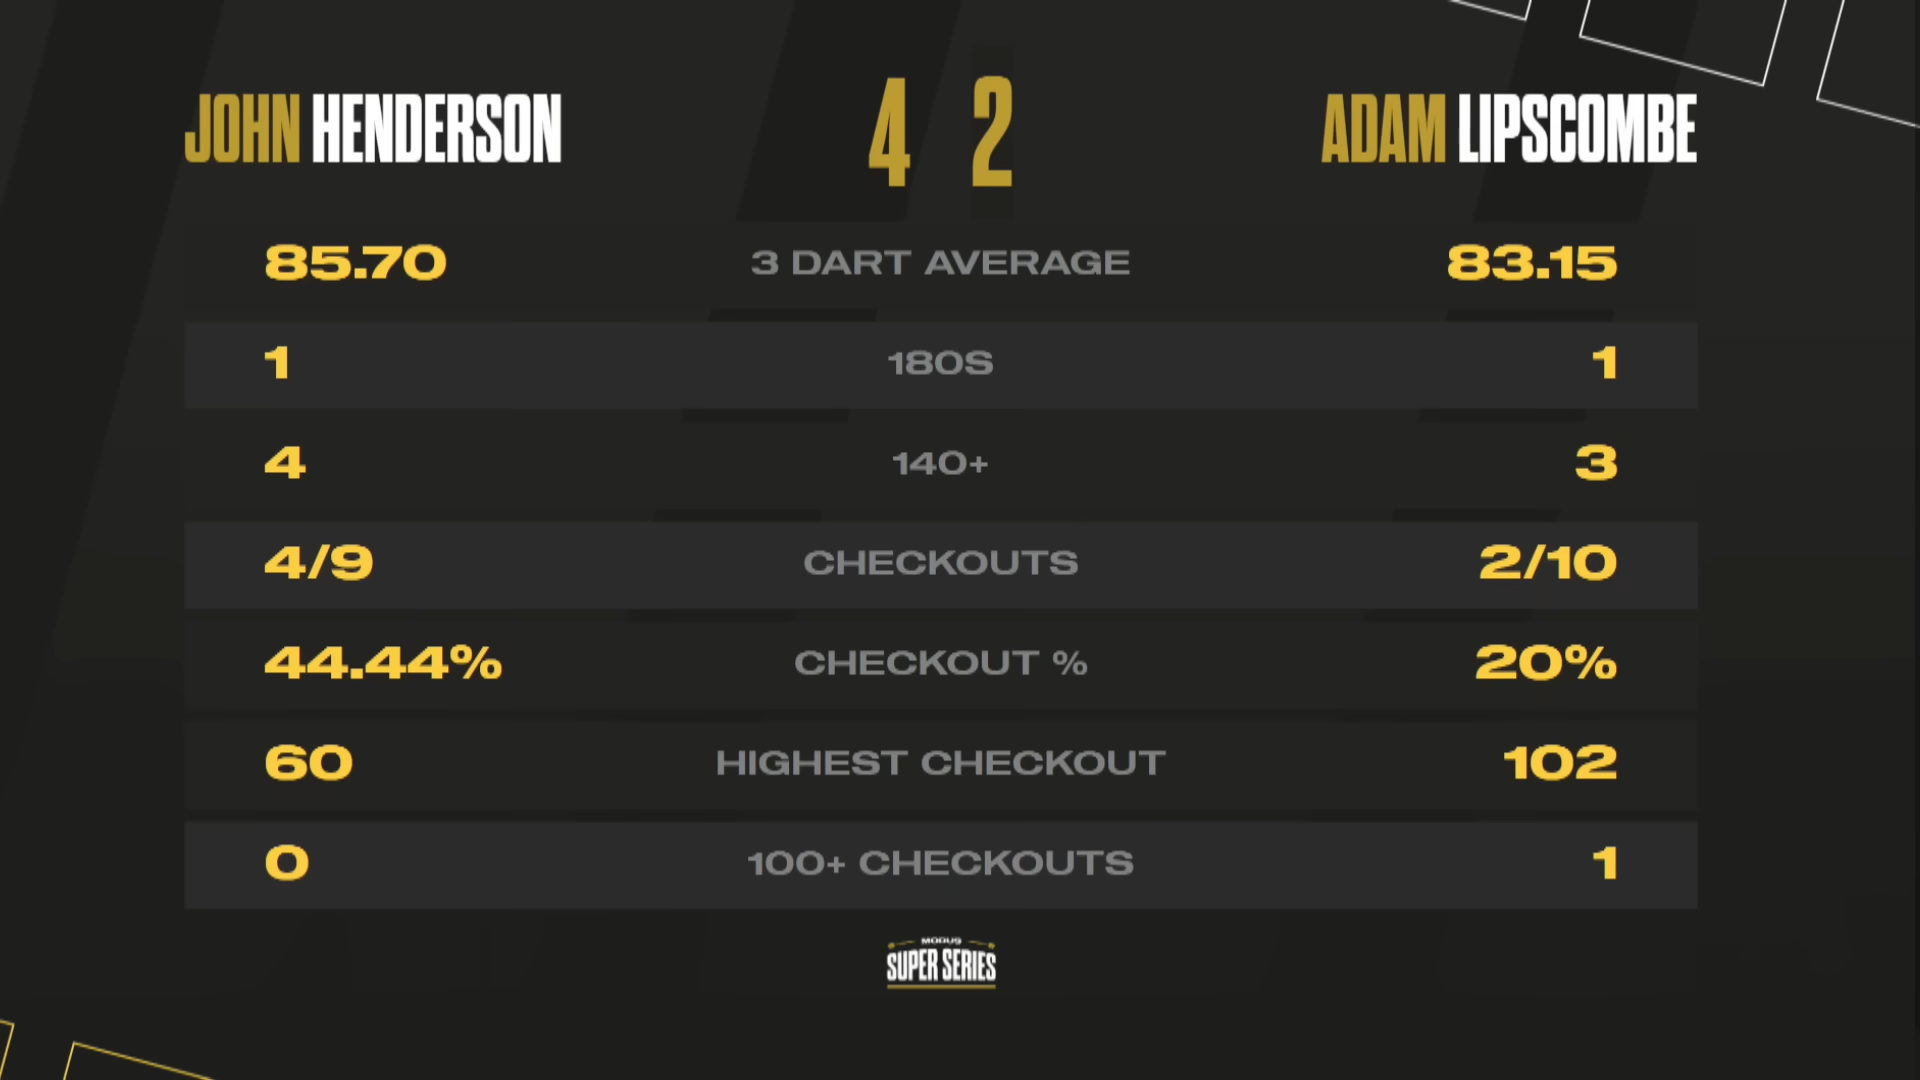 JOHN HENDERSON 4 2 ADAM LIPSCOMBE
85.70 3 DART AVERAGE 83.15
1 180S 1
4 140+ 3
4/9 CHECKOUTS 2/10
44.44% CHECKOUT % 20%
60 HIGHEST CHECKOUT 102
0 100+ CHECKOUTS 1
MODUS
SUPER SERIES